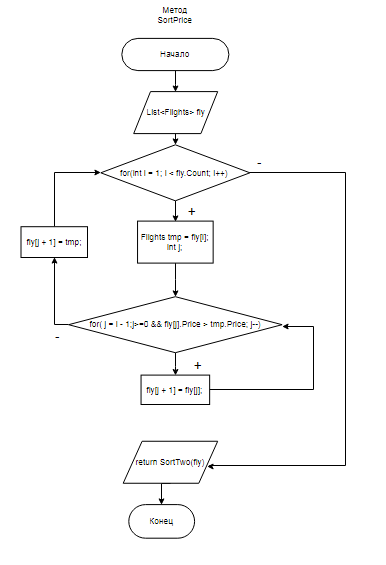 Метод
SortPrice
Начало
List<Flights> fly
for(int i = 1; i < fly.Count; i++)
-
+
fly[j + 1] = tmp;
Flights tmp = fly[i];
int j;
for( j = i - 1;j>=0 && fly[j].Price > tmp.Price; j--)
-
+
fly[j + 1] = fly[j];
return SortTwo(fly)
Конец